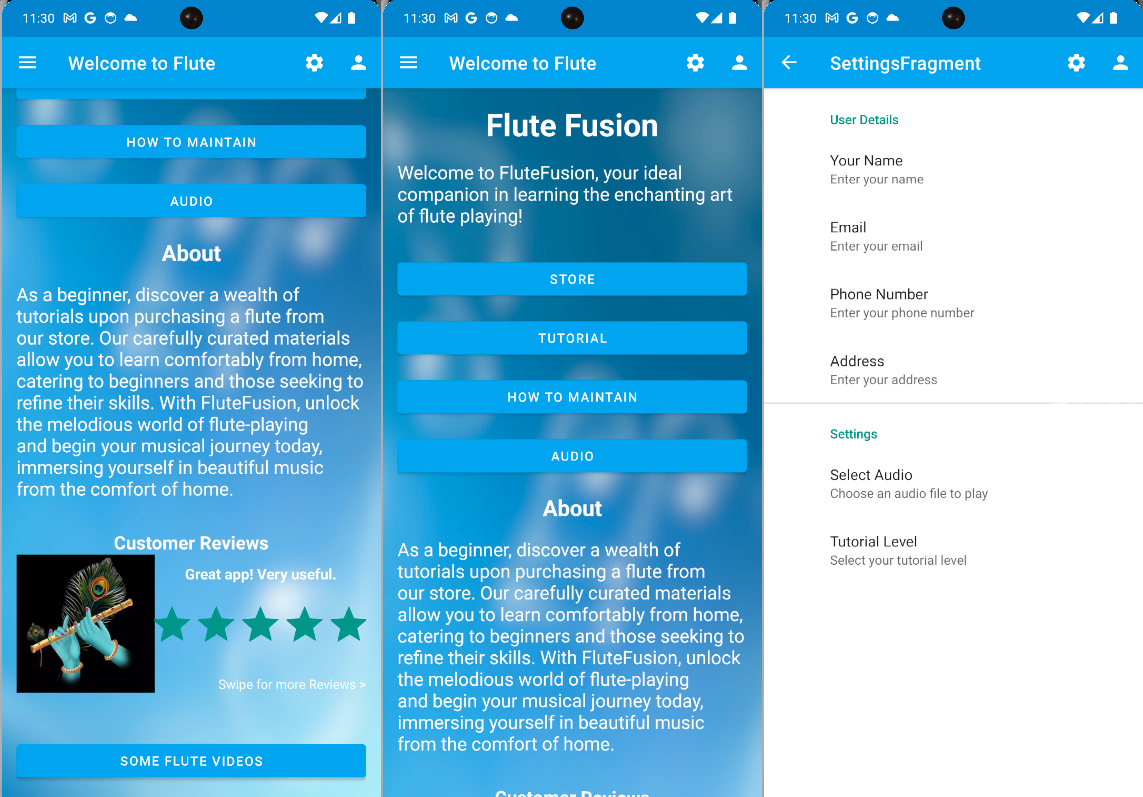 11:30
Welcome to Flute
HOW TO MAINTAIN
AUDIO
About
As a beginner, discover a wealth of
tutorials upon purchasing a flute from
our store. Our carefully curated materials
allow you to learn comfortably from home,
catering to beginners and those seeking to
refine their skills. With FluteFusion, unlock
the melodious world of flute-playing
and begin your musical journey today,
immersing yourself in beautiful music
from the comfort of home.
Customer Reviews
Great app! Very useful.
Swipe for more Reviews >
SOME FLUTE VIDEOS
11:30
Welcome to Flute
Flute Fusion
Welcome to FluteFusion, your ideal
companion in learning the enchanting art
of flute playing!
STORE
TUTORIAL
HOW TO MAINTAIN
AUDIO
About
As a beginner, discover a wealth of
tutorials upon purchasing a flute from
our store. Our carefully curated materials
allow you to learn comfortably from home,
catering to beginners and those seeking to
refine their skills. With FluteFusion, unlock
the melodious world of flute-playing
and begin your musical journey today,
immersing yourself in beautiful music
from the comfort of home.
Customer Reviews
11:30
SettingsFragment
User Details
Your Name
Enter your name
Email
Enter your email
Phone Number
Enter your phone number
Address
Enter your address
Settings
Select Audio
Choose an audio file to play
Tutorial Level
Select your tutorial level